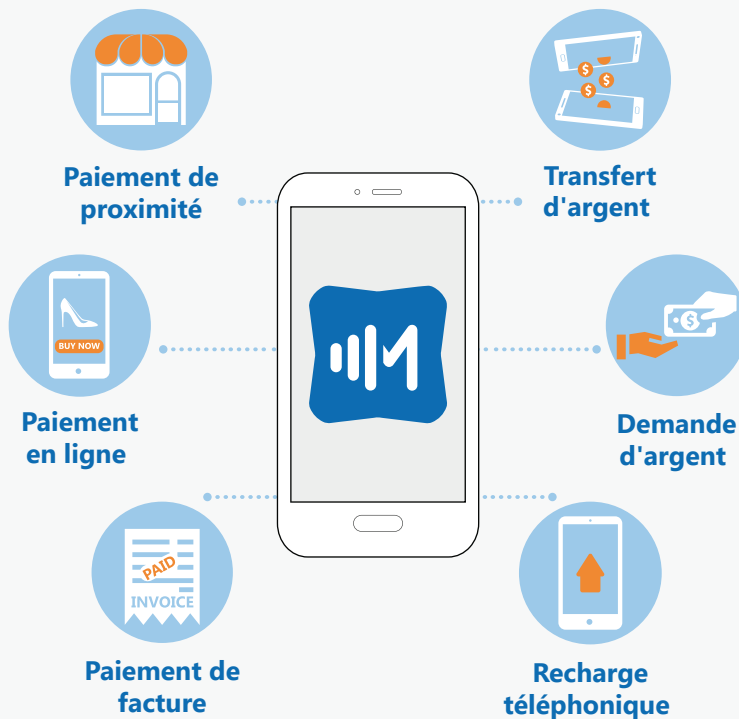 Paiement de
proximité
Transfert
d'argent
BUY NOW
Paiement
en ligne
M
Demande
d'argent
PAID
INVOICE
Paiement de
facture
Recharge
téléphonique